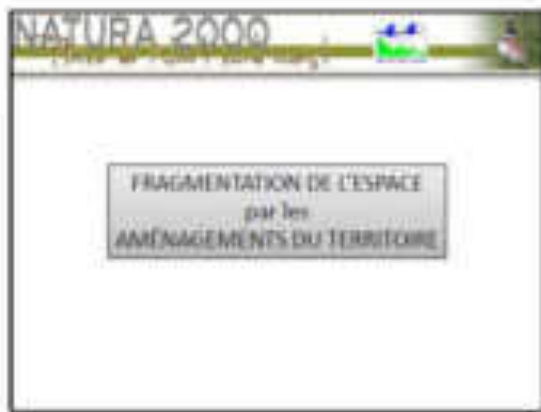 NATURA 2000
FRAGMENTATION DE L'ESPACE
par les
AMÉNAGEMENTS DU TERRITOIRE